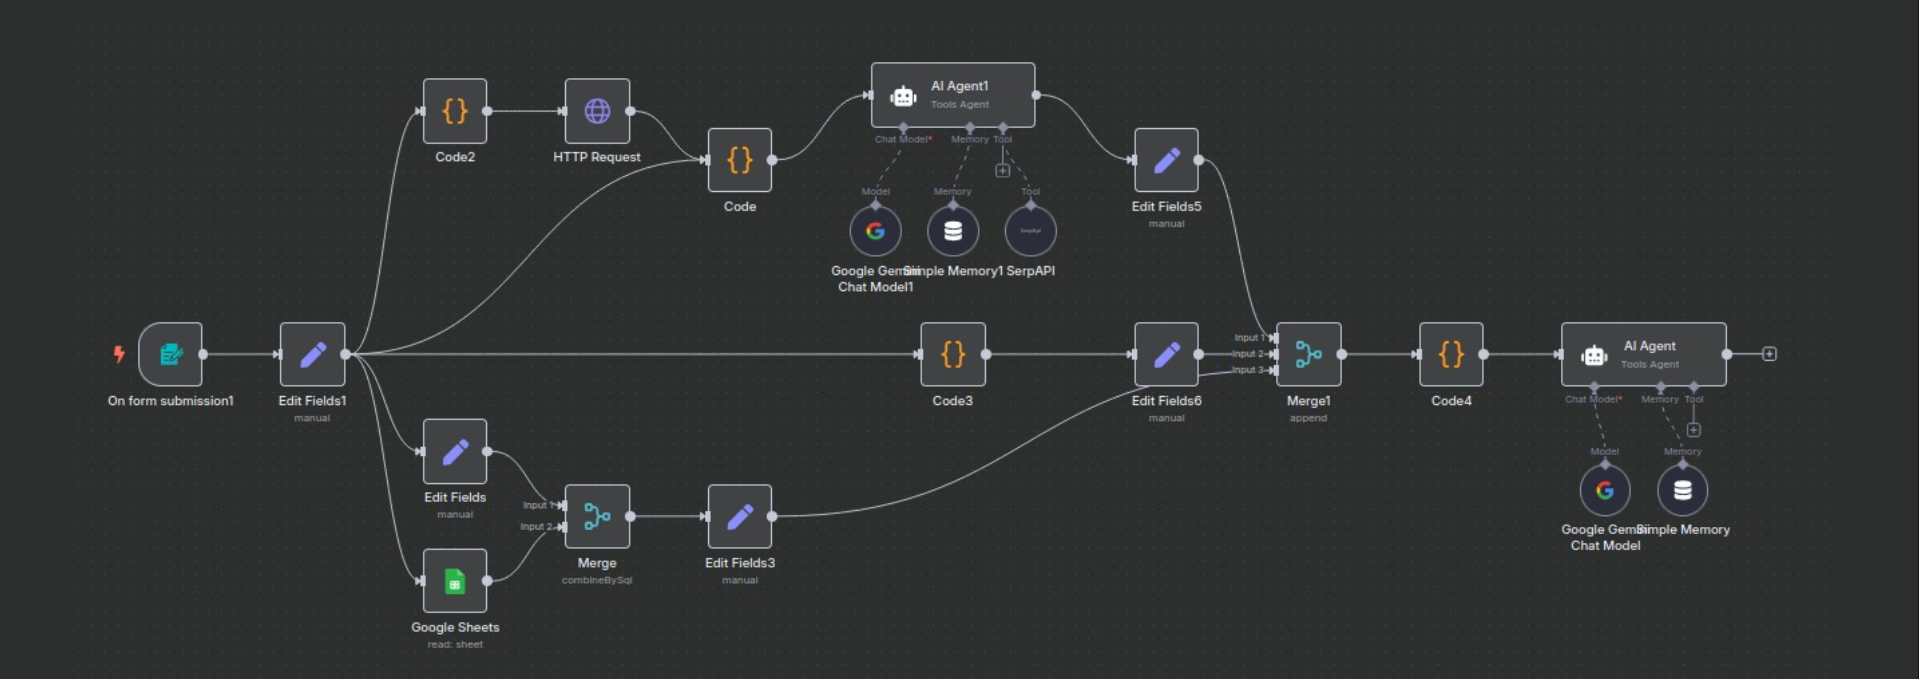 AI Agent1
Tools Agent
Chat Model*
Memory
Tool
Code2
HTTP Request
Code
Model
Memory
Tool
SerpApi
Edit Fields5
manual
Google Gemini
Chat Model1
Simple Memory1
SerpAPI
Input 1
Input 2
Input 3
AI Agent
Tools Agent
Chat Model*
Memory
Tool
On form submission1
Edit Fields1
manual
Code3
Edit Fields6
manual
Merge1
append
Code4
Model
Memory
Edit Fields
manual
Input 1
Input 2
Google Gemini
Chat Model
Simple Memory
Merge
combineBySql
Edit Fields3
manual
Google Sheets
read: sheet